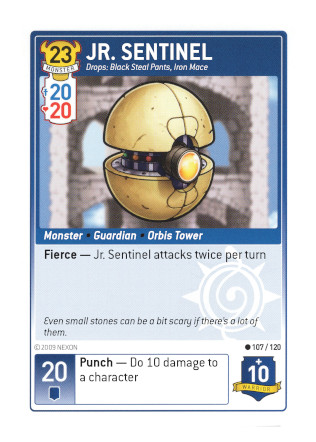 23
MONSTER
JR. SENTINEL
Drops: Black Steal Pants, Iron Mace
20
20
Monster • Guardian • Orbis Tower
Fierce — Jr. Sentinel attacks twice per turn
Even small stones can be a bit scary if there's a lot of
them.
© 2009 NEXON
● 107 / 120
20
Punch — Do 10 damage to
a character
+
10
WARRIOR